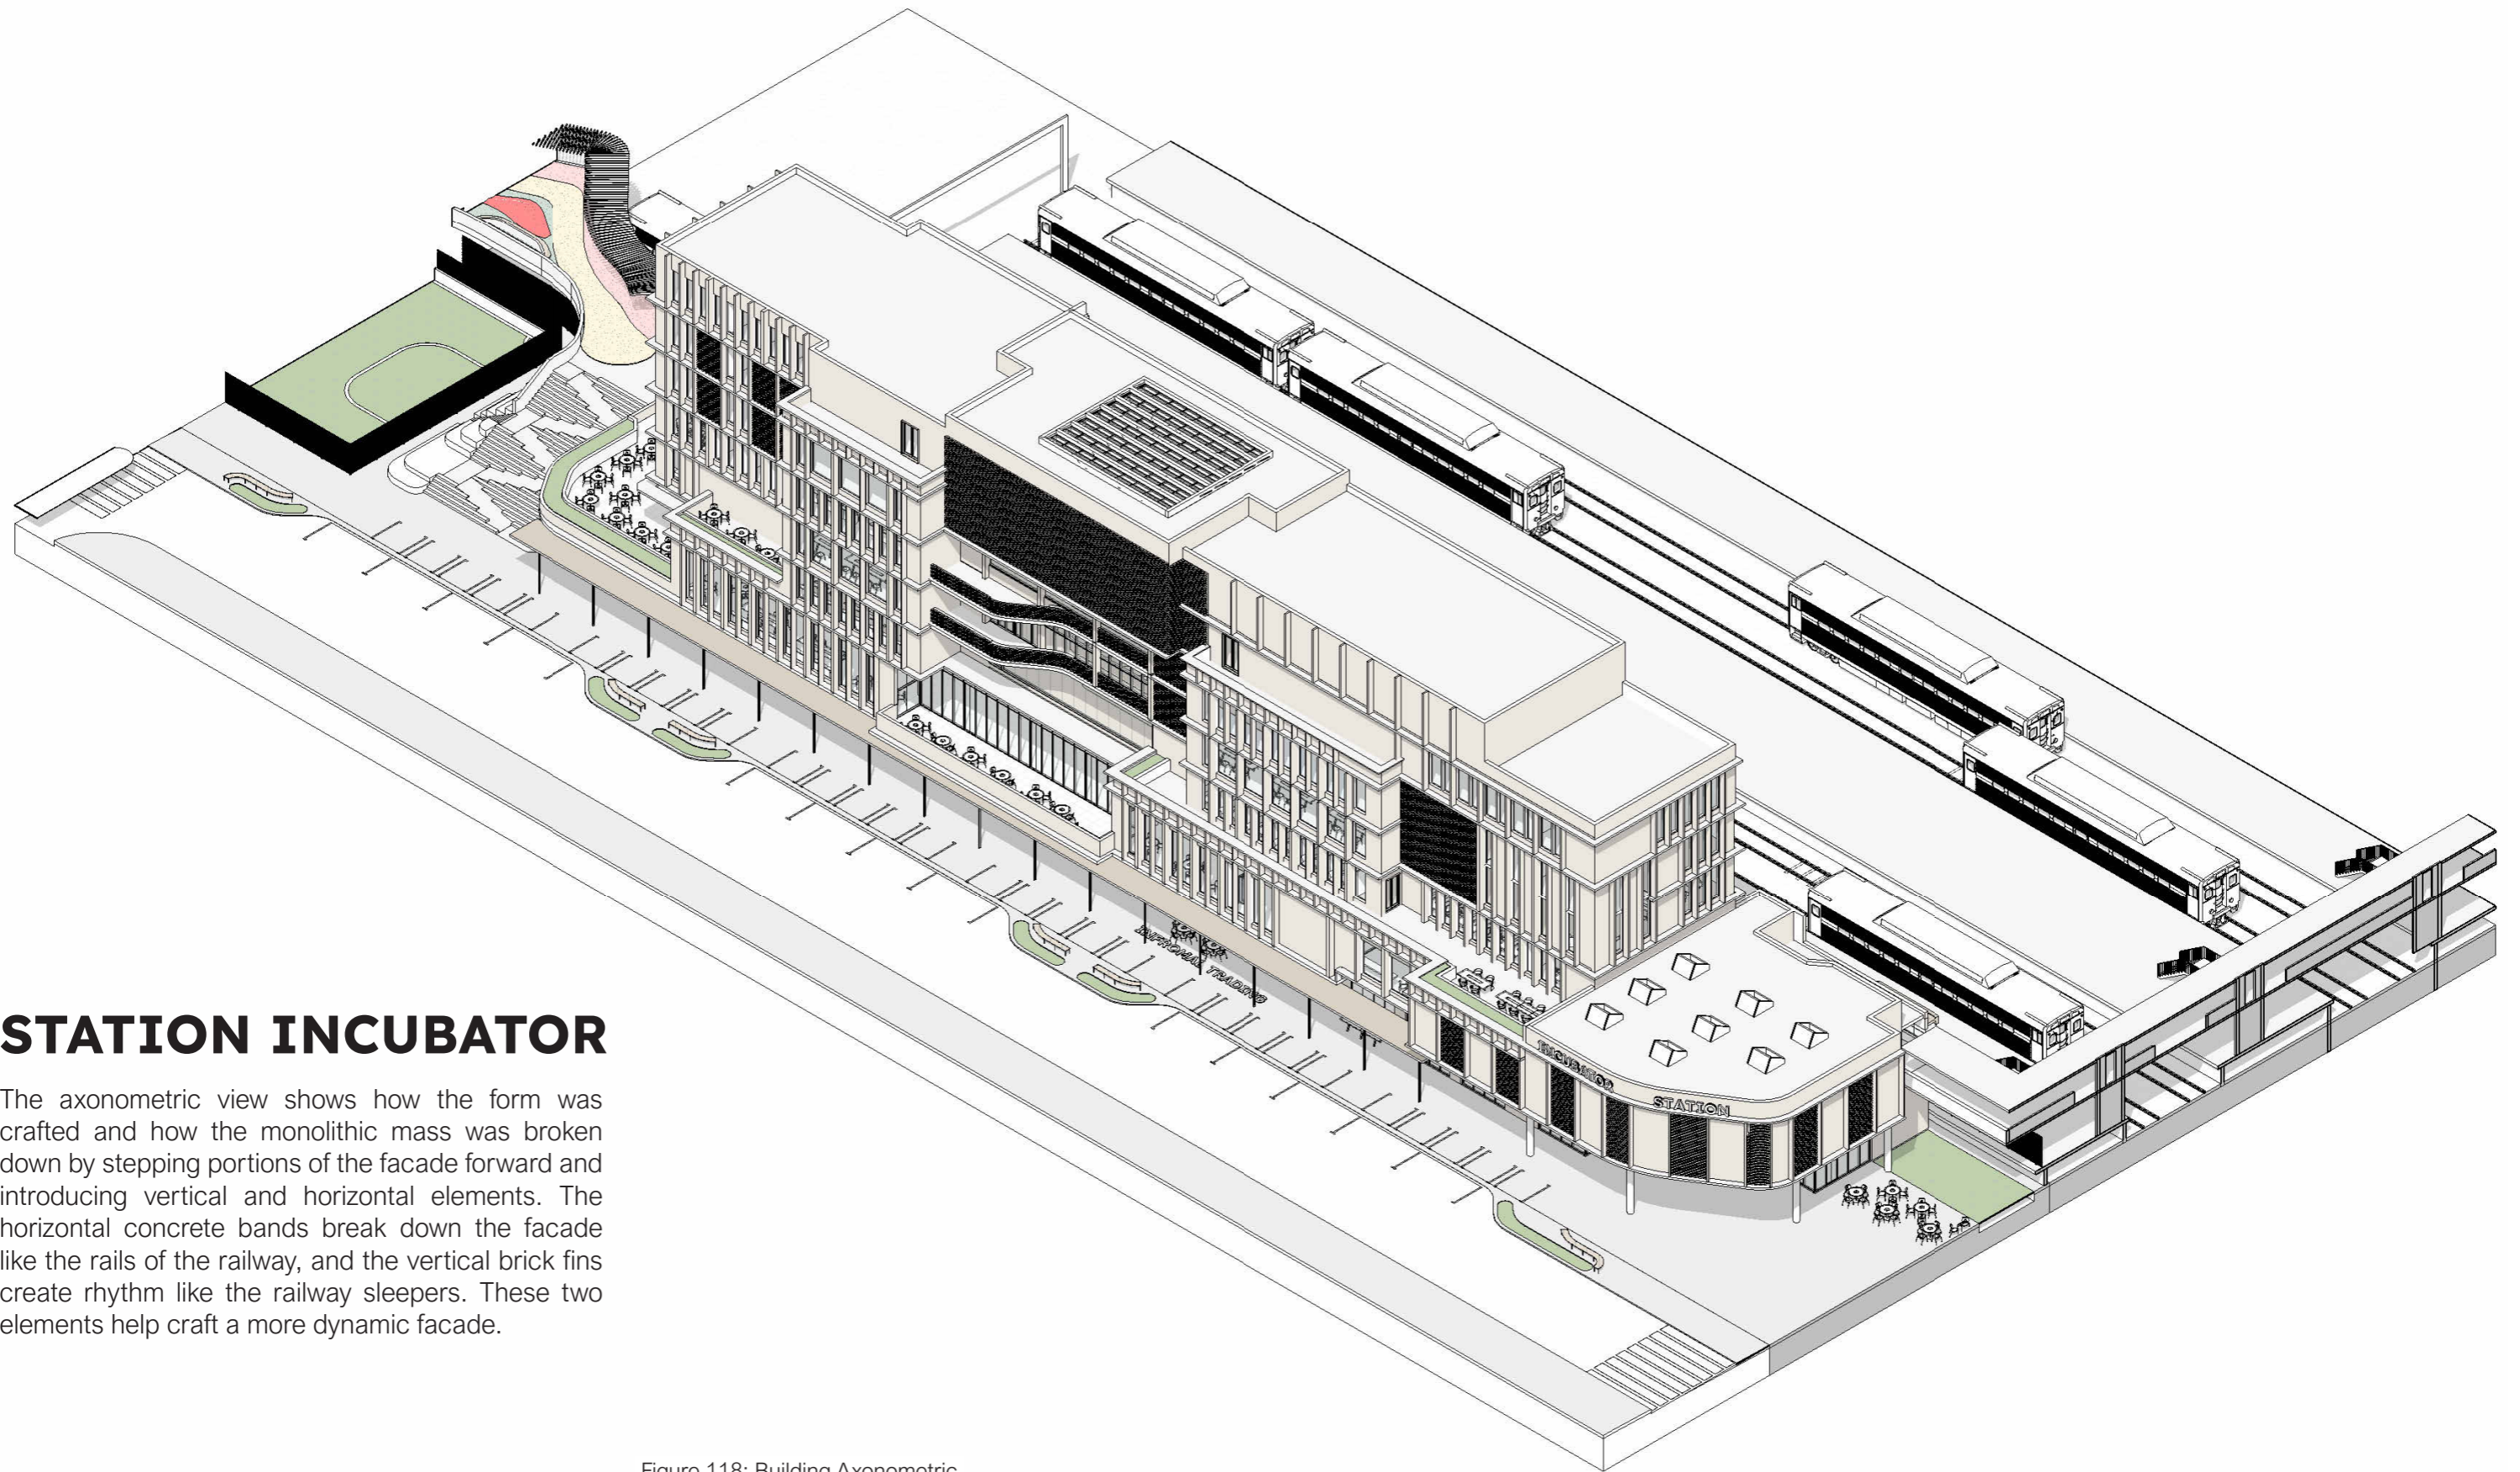 STATION INCUBATOR
The axonometric view shows how the form was
crafted and how the monolithic mass was broken
down by stepping portions of the facade forward and
introducing vertical and horizontal elements. The
horizontal concrete bands break down the facade
like the rails of the railway, and the vertical brick fins
create rhythm like the railway sleepers. These two
elements help craft a more dynamic facade.
INFROMAL TRADING
INCUBATOR
STATION
Figure 118: Building Axonometric